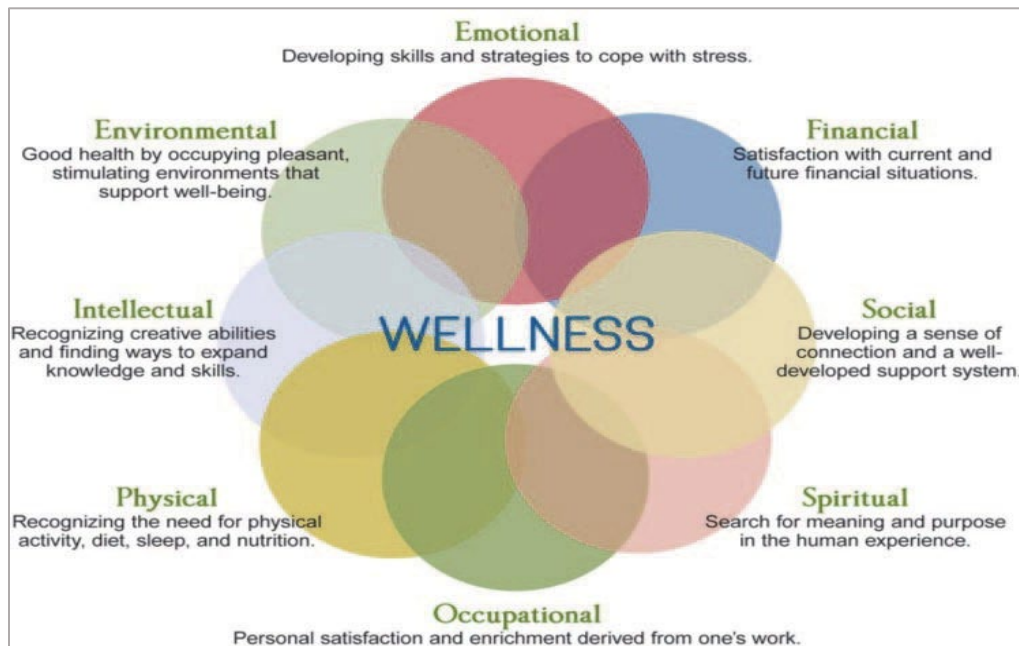 Emotional
Developing skills and strategies to cope with stress.
Financial
Satisfaction with current and
future financial situations.
Social
Developing a sense of
connection and a well-
developed support system.
Spiritual
Search for meaning and purpose
in the human experience.
Occupational
Personal satisfaction and enrichment derived from one's work.
Physical
Recognizing the need for physical
activity, diet, sleep, and nutrition.
Intellectual
Recognizing creative abilities
and finding ways to expand
knowledge and skills.
Environmental
Good health by occupying pleasant,
stimulating environments that
support well-being.
WELLNESS